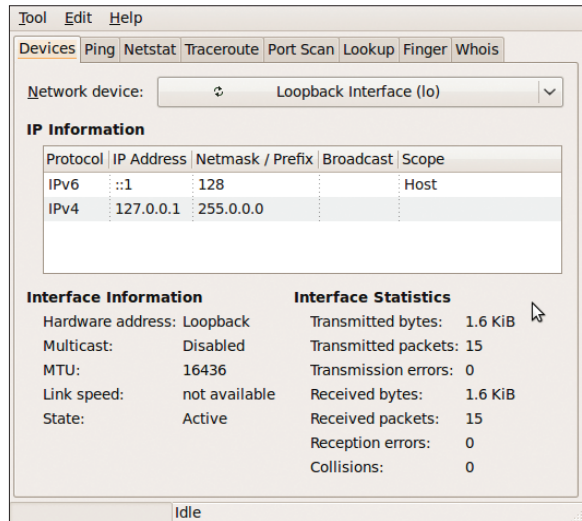 Tool Edit Help
Devices Ping Netstat Traceroute Port Scan Lookup Finger Whois
Network device: Loopback Interface (lo)
IP Information
Protocol IP Address Netmask / Prefix Broadcast Scope
IPv6 ::1 128 Host
IPv4 127.0.0.1 255.0.0.0
Interface Information
Hardware address: Loopback
Multicast: Disabled
MTU: 16436
Link speed: not available
State: Active
Interface Statistics
Transmitted bytes: 1.6 KiB
Transmitted packets: 15
Transmission errors: 0
Received bytes: 1.6 KiB
Received packets: 15
Reception errors: 0
Collisions: 0
Idle